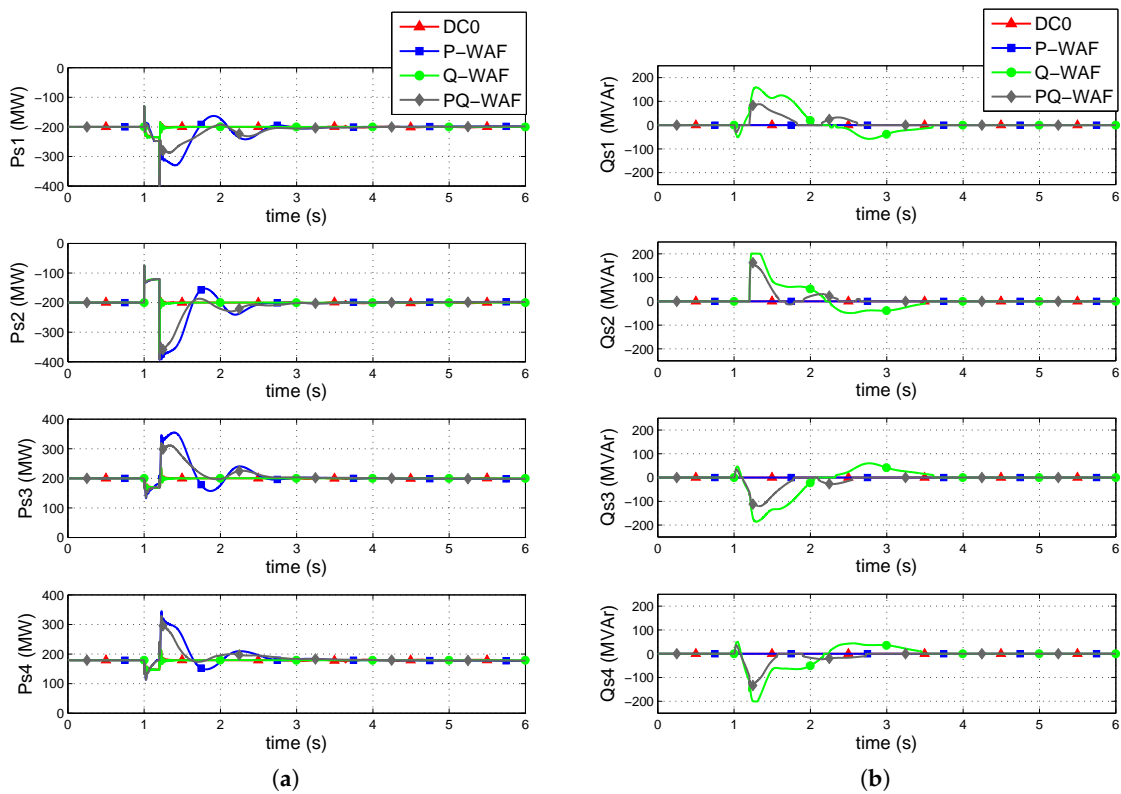 DC0
P−WAF
Q−WAF
PQ−WAF
0
−100
−200
−300
−400
Ps1 (MW)
0 1 2 3 4 5 6
time (s)
0
−100
−200
−300
−400
Ps2 (MW)
0 1 2 3 4 5 6
time (s)
400
300
200
100
0
Ps3 (MW)
0 1 2 3 4 5 6
time (s)
400
300
200
100
0
Ps4 (MW)
0 1 2 3 4 5 6
time (s)
(a)
DC0
P−WAF
Q−WAF
PQ−WAF
200
100
0
−100
−200
Qs1 (MVAr)
0 1 2 3 4 5 6
time (s)
200
100
0
−100
−200
Qs2 (MVAr)
0 1 2 3 4 5 6
time (s)
200
100
0
−100
−200
Qs3 (MVAr)
0 1 2 3 4 5 6
time (s)
200
100
0
−100
−200
Qs4 (MVAr)
0 1 2 3 4 5 6
time (s)
(b)